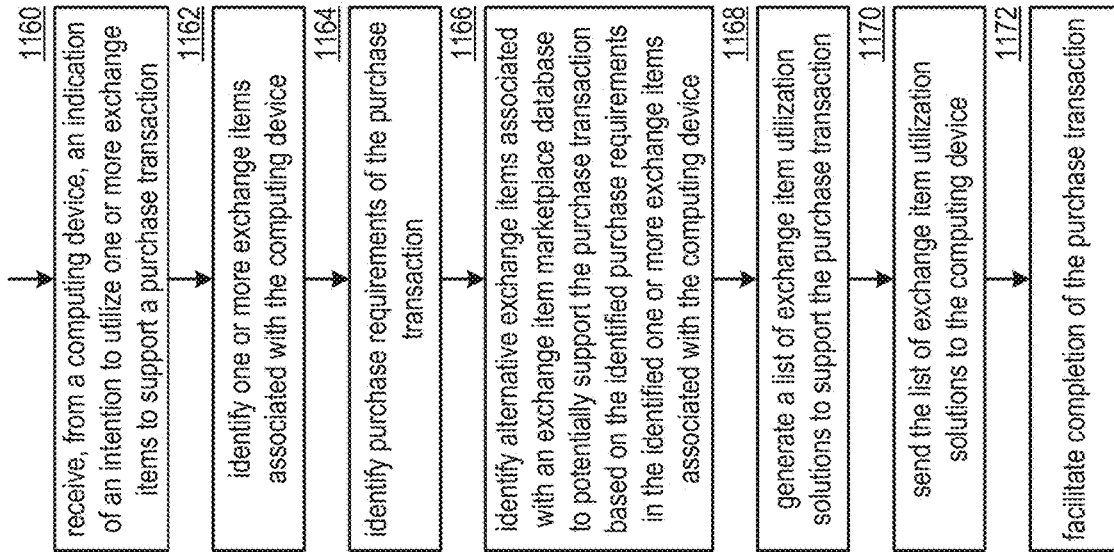 1160
receive, from a computing device, an indication
of an intention to utilize one or more exchange
items to support a purchase transaction
1162
identify one or more exchange items
associated with the computing device
1164
identify purchase requirements of the purchase
transaction
1166
identify alternative exchange items associated
with an exchange item marketplace database
to potentially support the purchase transaction
based on the identified purchase requirements
in the identified one or more exchange items
associated with the computing device
1168
generate a list of exchange item utilization
solutions to support the purchase transaction
1170
send the list of exchange item utilization
solutions to the computing device
1172
facilitate completion of the purchase transaction